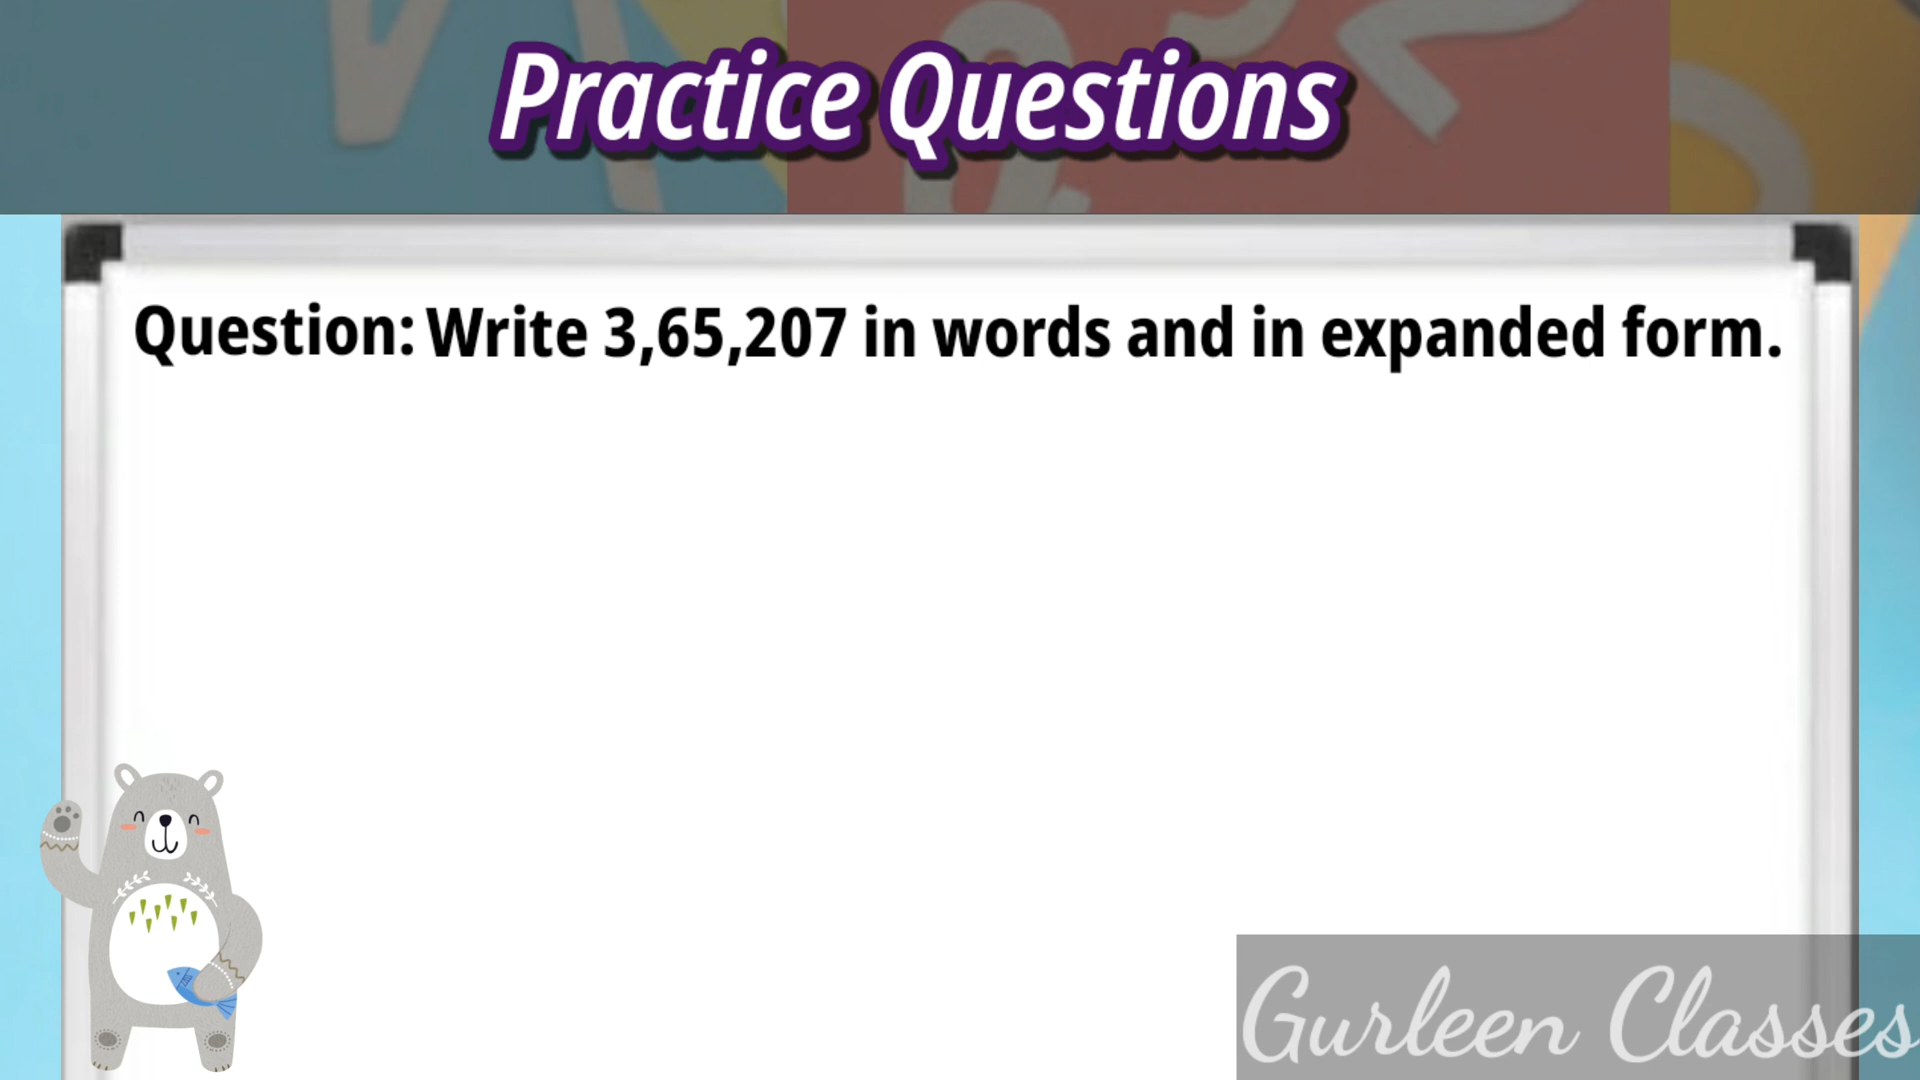 Practice Questions
Question: Write 3,65,207 in words and in expanded form.
Gurleen Classes